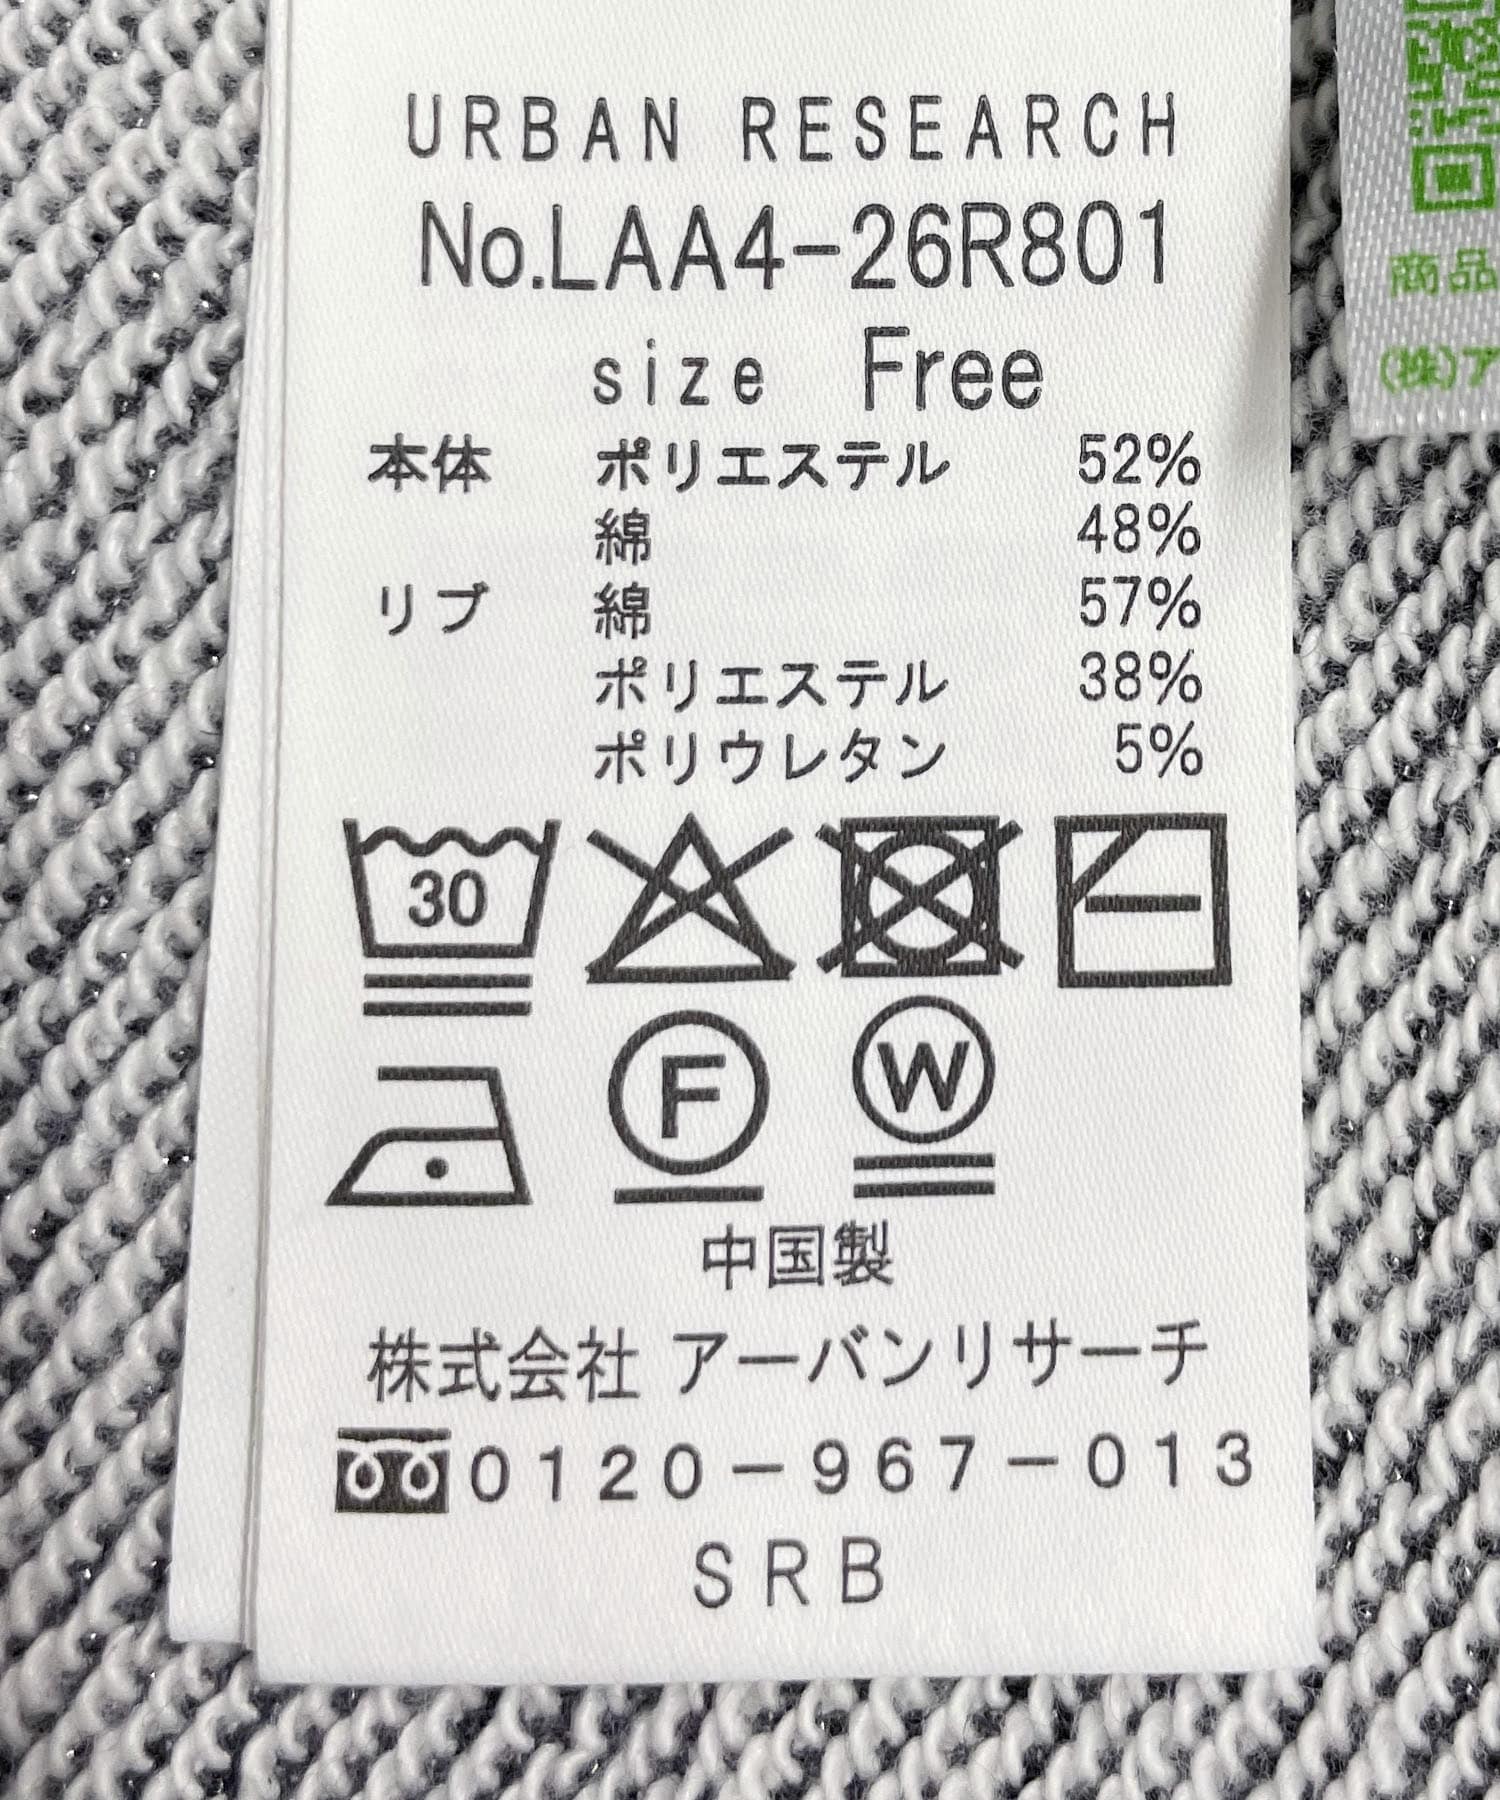 URBAN RESEARCH
No.LAA4-26R801
size Free
本体 ポリエステル 52%
綿 48%
リブ 綿 57%
ポリエステル 38%
ポリウレタン 5%
30
F W
中国製
株式会社 アーバンリサーチ
0120-967-013
SRB
商品
(株)ア